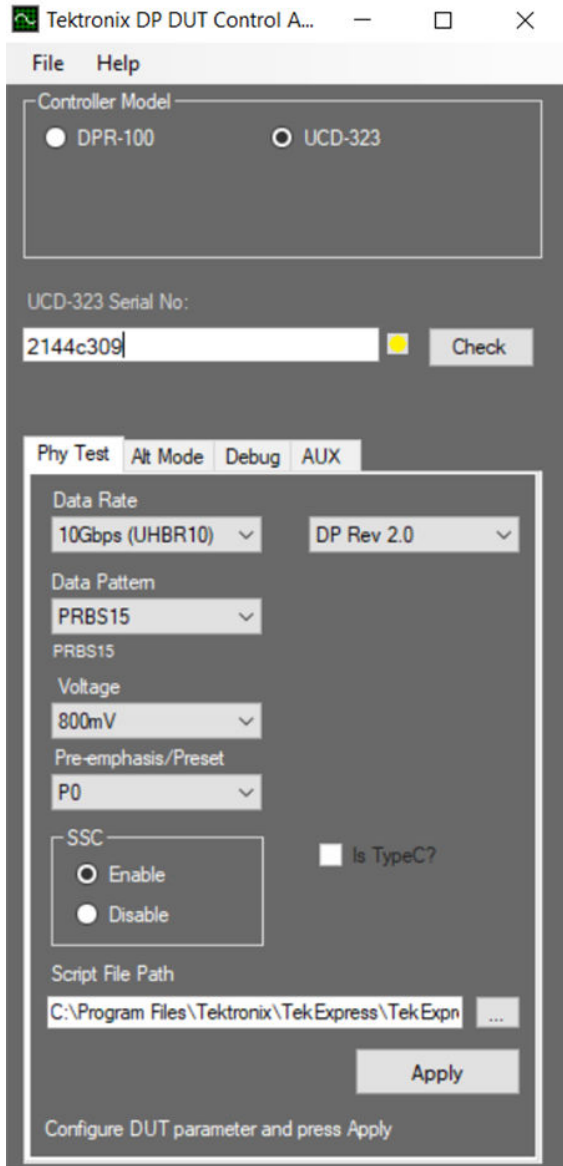 Tektronix DP DUT Control A...
File Help
Controller Model
DPR-100 UCD-323
UCD-323 Serial No:
2144c309 Check
Phy Test Alt Mode Debug AUX
Data Rate
10Gbps (UHBR10) DP Rev 2.0
Data Pattern
PRBS15
PRBS15
Voltage
800mV
Pre-emphasis/Preset
P0
SSC
Enable Is TypeC?
Disable
Script File Path
C:\Program Files\Tektronix\TekExpress\TekExpr ...
Apply
Configure DUT parameter and press Apply